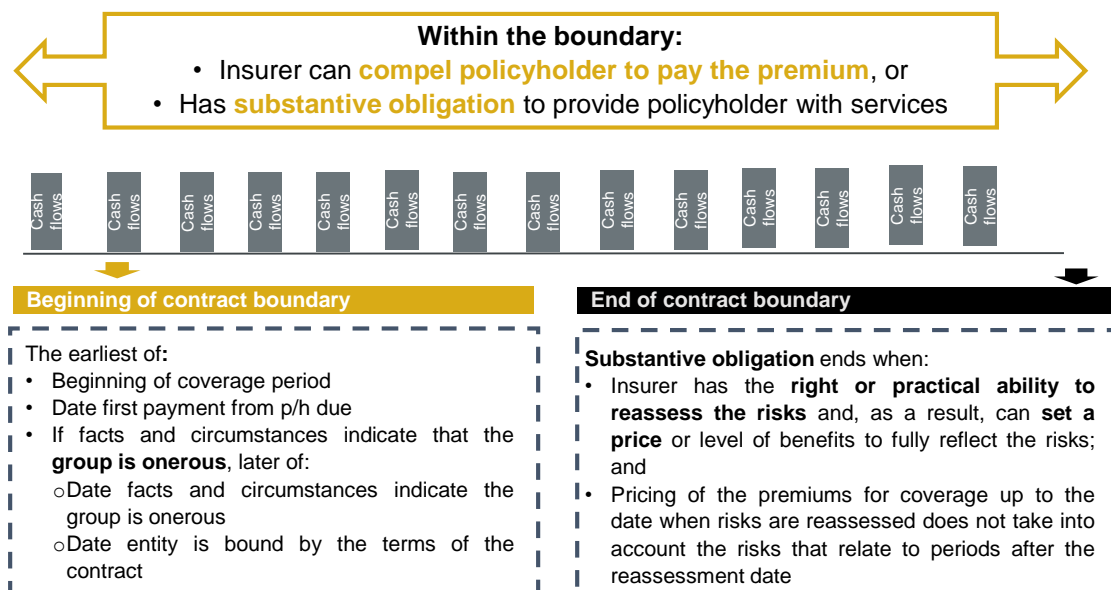 Within the boundary:
• Insurer can compel policyholder to pay the premium, or
• Has substantive obligation to provide policyholder with services
Cash flows
Cash flows
Cash flows
Cash flows
Cash flows
Cash flows
Cash flows
Cash flows
Cash flows
Cash flows
Cash flows
Cash flows
Cash flows
Cash flows
Beginning of contract boundary
The earliest of:
• Beginning of coverage period
• Date first payment from p/h due
• If facts and circumstances indicate that the
group is onerous, later of:
oDate facts and circumstances indicate the
group is onerous
oDate entity is bound by the terms of the
contract
End of contract boundary
Substantive obligation ends when:
• Insurer has the right or practical ability to
reassess the risks and, as a result, can set a
price or level of benefits to fully reflect the risks;
and
• Pricing of the premiums for coverage up to the
date when risks are reassessed does not take into
account the risks that relate to periods after the
reassessment date